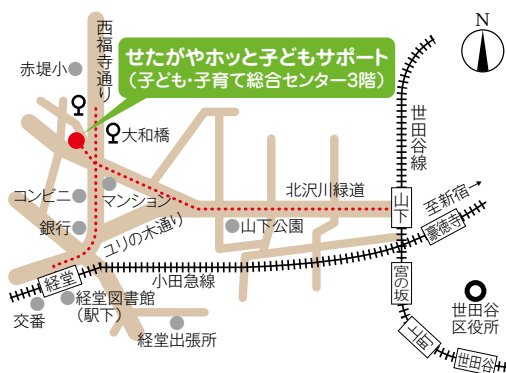 西福寺通り
赤堤小
せたがやホッと子どもサポート
（子ども・子育て総合センター3階）
N
大和橋
世田谷線
コンビニ
マンション
北沢川緑道
山下
至新宿→
銀行
ユリの木通り
山下公園
豪徳寺
経堂
小田急線
宮の坂
交番
経堂図書館
（駅下）
経堂出張所
世田谷
区役所
上町
世田谷